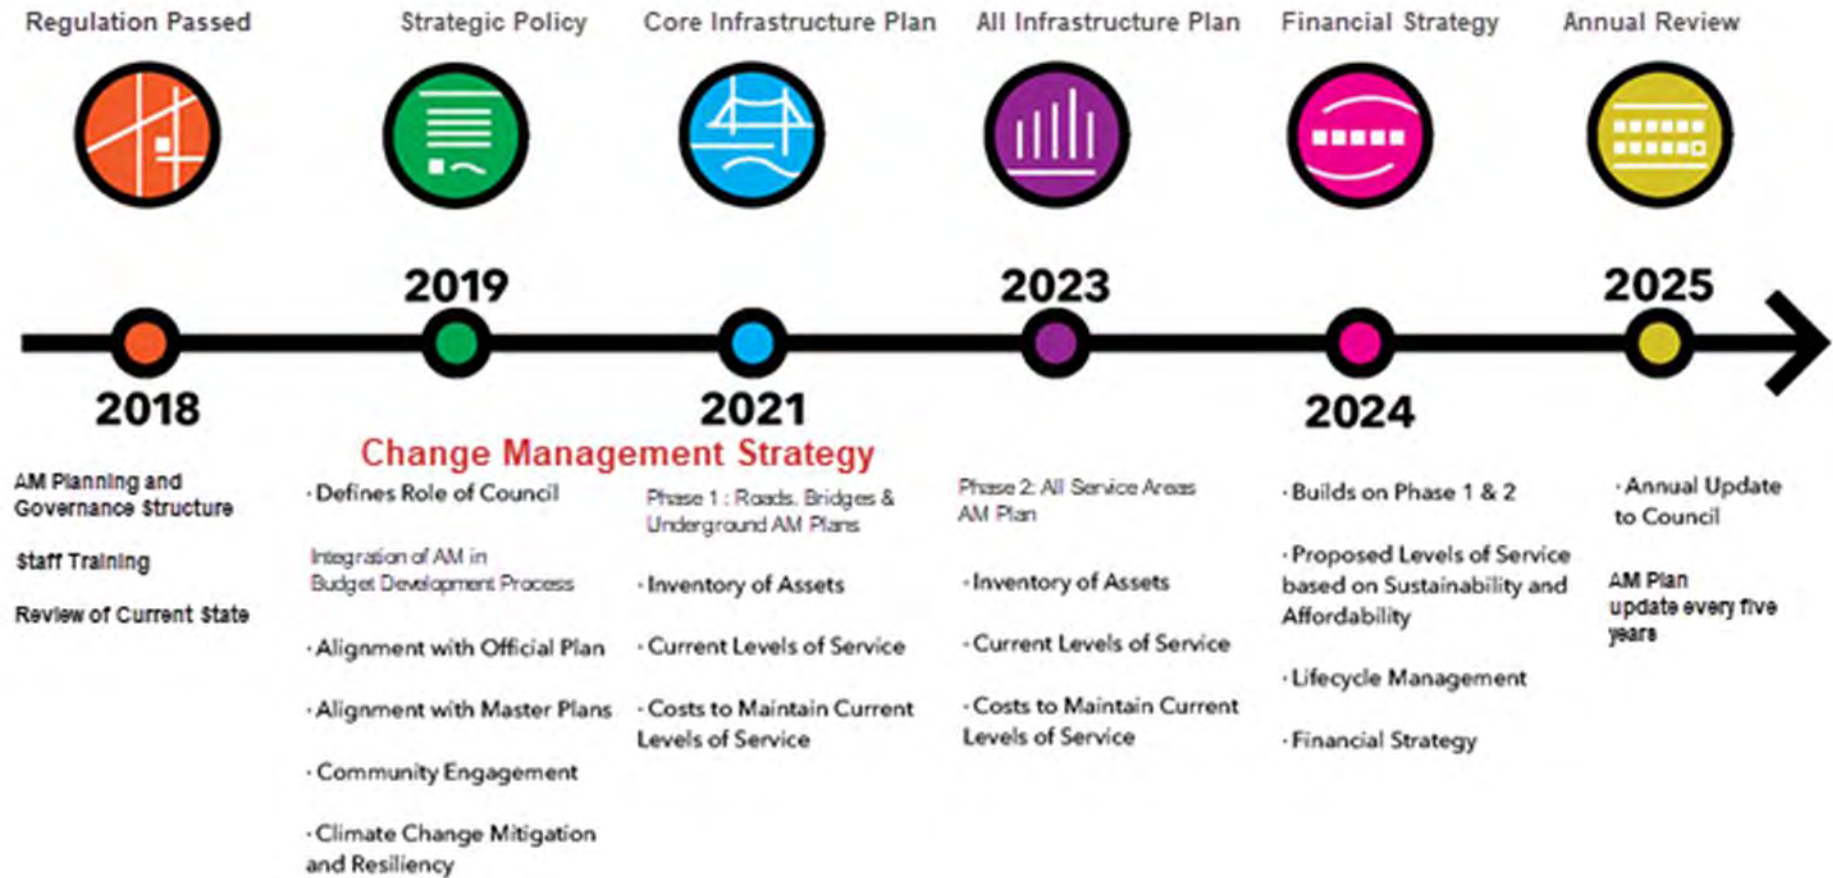 Regulation Passed
Strategic Policy
Core Infrastructure Plan
All Infrastructure Plan
Financial Strategy
Annual Review
2019
2023
2025
2018
2021
2024
Change Management Strategy
AM Planning and
Governance Structure
Staff Training
Review of Current State
· Defines Role of Council
Integration of AM in
Budget Development Process
· Alignment with Official Plan
· Alignment with Master Plans
· Community Engagement
· Climate Change Mitigation
and Resiliency
Phase 1 : Roads, Bridges &
Underground AM Plans
· Inventory of Assets
· Current Levels of Service
· Costs to Maintain Current
Levels of Service
Phase 2: All Service Areas
AM Plan
· Inventory of Assets
· Current Levels of Service
· Costs to Maintain Current
Levels of Service
· Builds on Phase 1 & 2
· Proposed Levels of Service
based on Sustainability and
Affordability
· Lifecycle Management
· Financial Strategy
· Annual Update
to Council
AM Plan
update every five
years